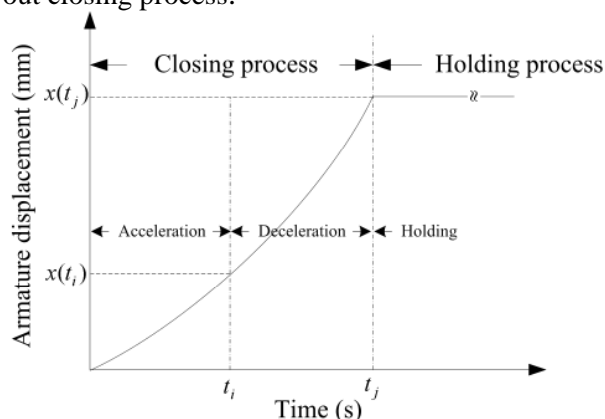 out closing process.
Closing process
Holding process
x(t_j)
Acceleration
Deceleration
Holding
x(t_i)
Armature displacement (mm)
t_i
t_j
Time (s)